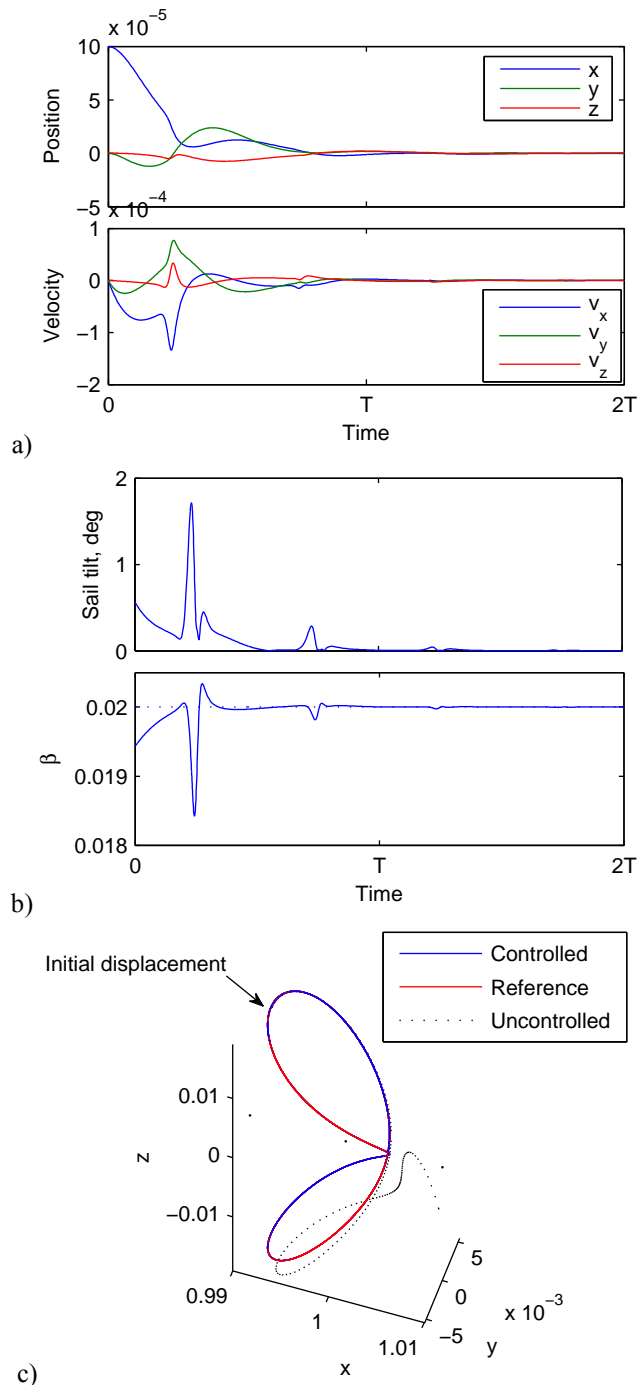 x 10⁻⁵
10
5
0
−5
Position
x
y
z
x 10⁻⁴
1
0
−1
−2
Velocity
v_x
v_y
v_z
0 T 2T
Time
a)
2
1
0
Sail tilt, deg
0.02
0.019
0.018
β
0 T 2T
Time
b)
Controlled
Reference
Uncontrolled
Initial displacement
0.01
0
−0.01
z
0.99
1
1.01
x
5
0
−5
x 10⁻³
y
c)